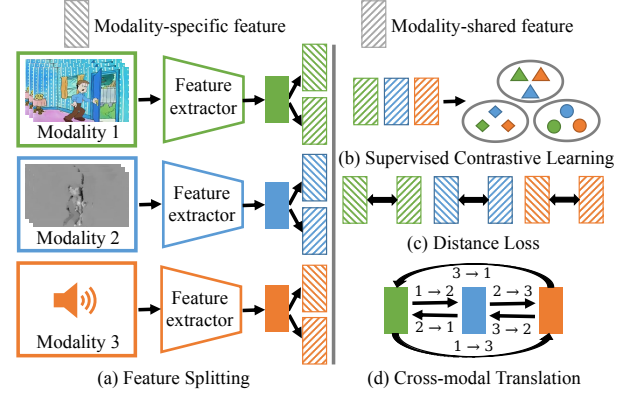 Modality-specific feature
Modality-shared feature
Modality 1
Feature
extractor
Modality 2
Feature
extractor
Modality 3
Feature
extractor
(a) Feature Splitting
(b) Supervised Contrastive Learning
(c) Distance Loss
3 → 1
1 → 2
2 → 3
2 → 1
3 → 2
1 → 3
(d) Cross-modal Translation